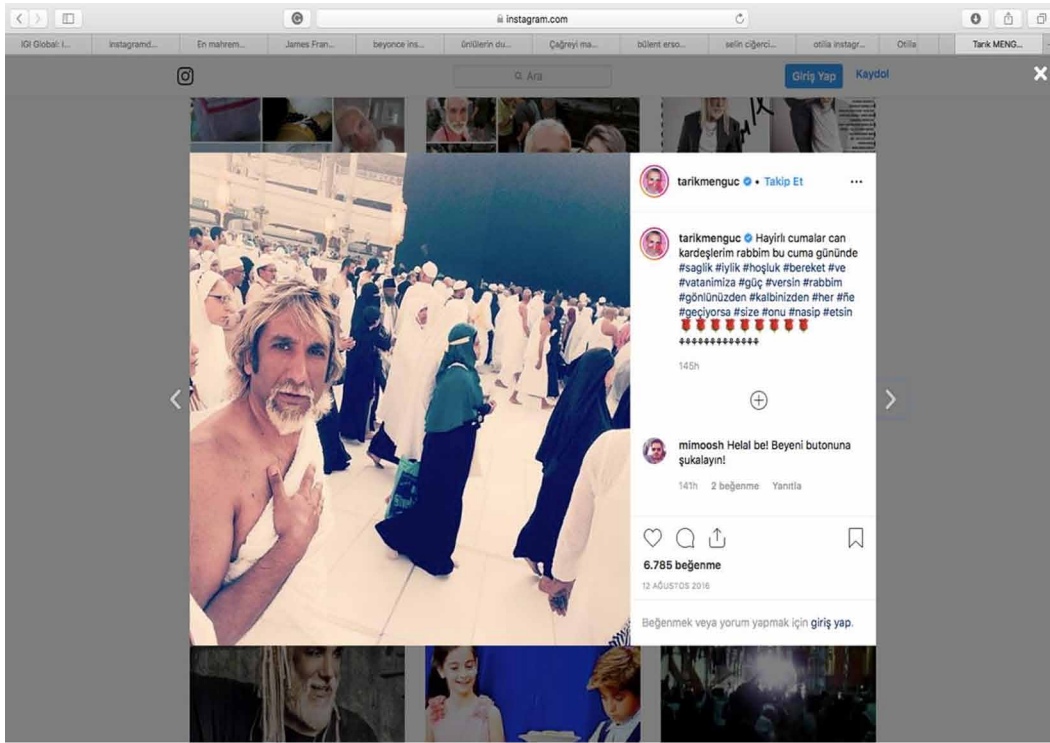 instagram.com
IGI Global: İ...
instagramd...
En mahrem...
James Fran...
beyonce ins...
ünlülerin du...
Çağreyi ma...
bülent erso...
selin ciğerci...
otilia instagr...
Otilia
Tarık MENG...
Ara
Giriş Yap
Kaydol
tarikmenguc • Takip Et
tarikmenguc Hayirlı cumalar can
kardeşlerim rabbim bu cuma gününde
#saglik #iylik #hoşluk #bereket #ve
#vatanimiza #güç #versin #rabbim
#gönlünüzden #kalbinizden #her #ñe
#geçiyorsa #size #onu #nasip #etsin
145h
mimoosh Helal be! Beyeni butonuna
şukalayın!
141h 2 beğenme Yanıtla
6.785 beğenme
12 AĞUSTOS 2016
Beğenmek veya yorum yapmak için giriş yap.